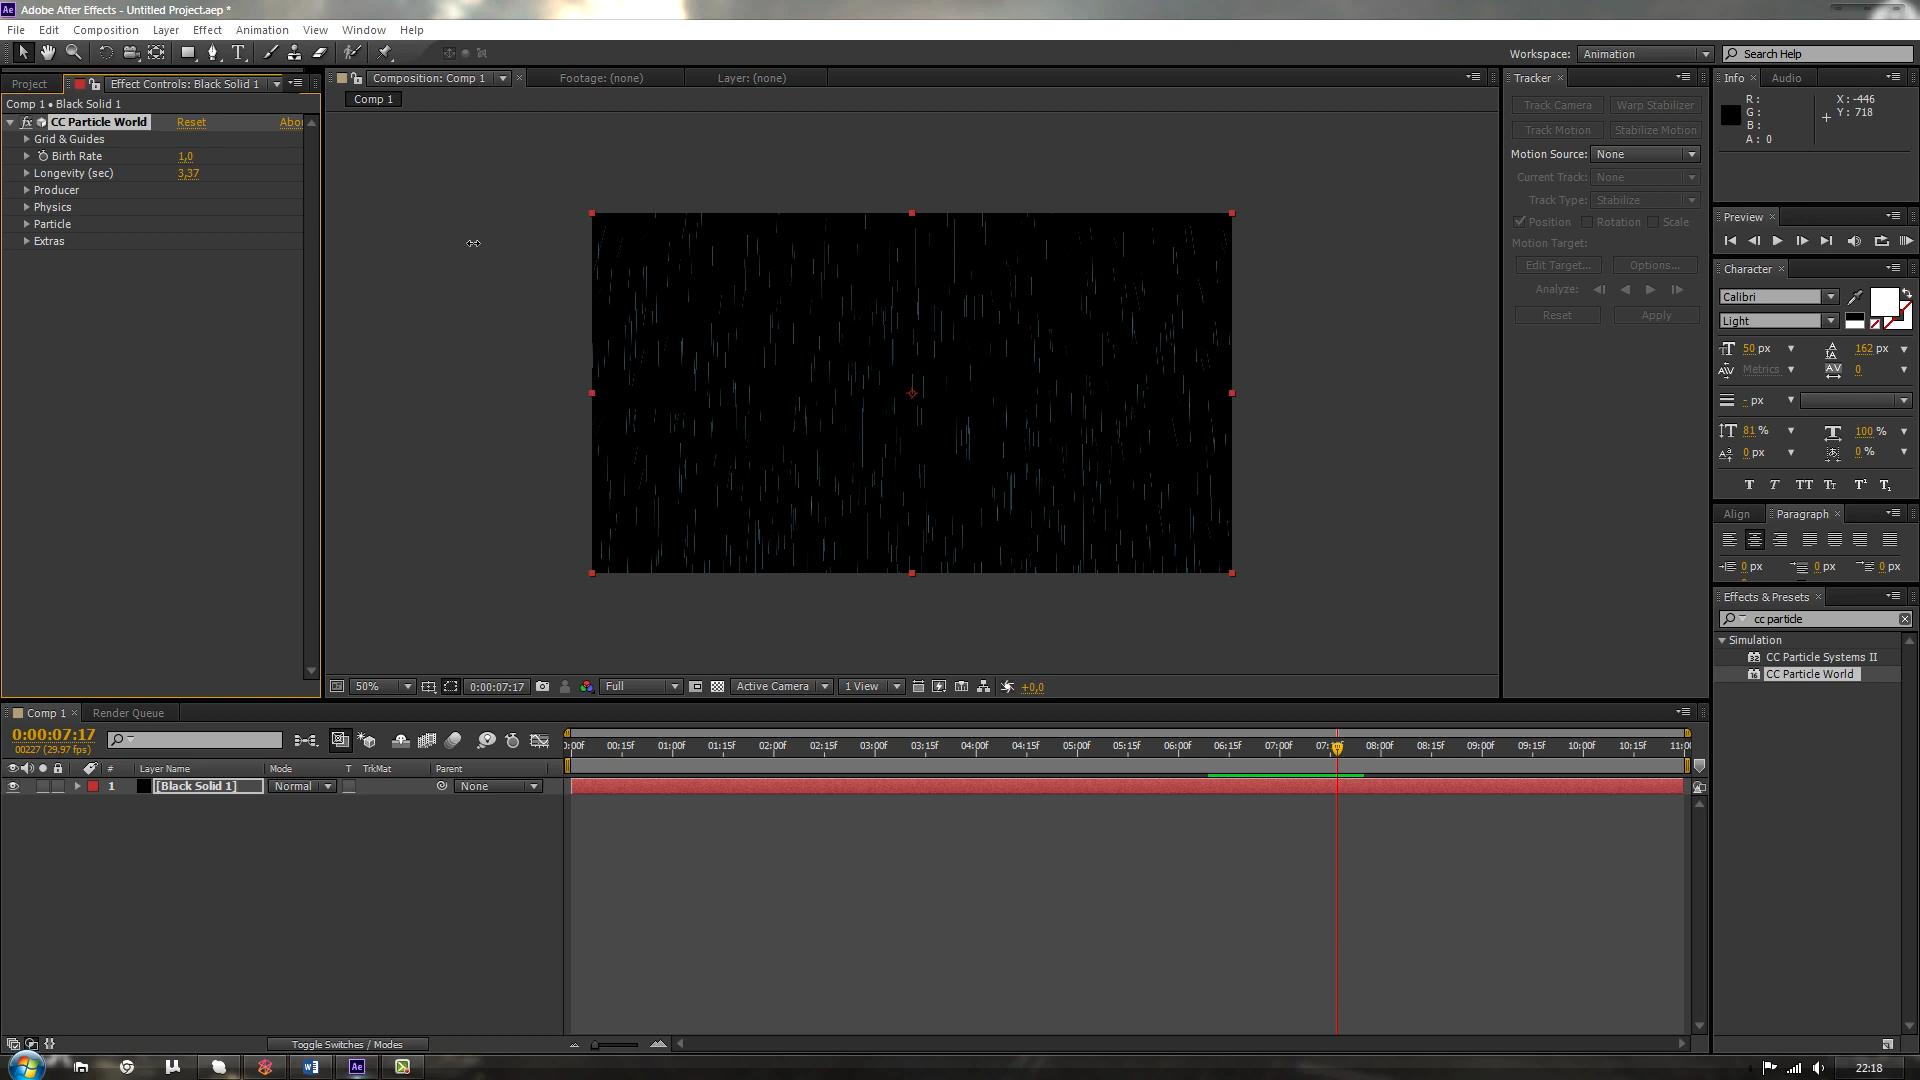 Ae Adobe After Effects - Untitled Project.aep *
File Edit Composition Layer Effect Animation View Window Help
Workspace: Animation Search Help
Project Effect Controls: Black Solid 1
Comp 1 • Black Solid 1
fx CC Particle World Reset
Grid & Guides
Birth Rate 1,0
Longevity (sec) 3,37
Producer
Physics
Particle
Extras
Composition: Comp 1 Footage: (none) Layer: (none)
Comp 1
50% 0:00:07:17 Full Active Camera 1 View +0,0
Tracker
Track Camera Warp Stabilizer
Track Motion Stabilize Motion
Motion Source: None
Current Track: None
Track Type: Stabilize
Position Rotation Scale
Motion Target:
Edit Target... Options...
Analyze:
Reset Apply
Info Audio
R: X: -446
G: Y: 718
B:
A: 0
Preview
Character
Calibri
Light
50 px 162 px
Metrics 0
- px
81 % 100 %
0 px 0 %
T T TT Tt T¹ T₁
Align Paragraph
0 px 0 px 0 px
Effects & Presets
cc particle
Simulation
32 CC Particle Systems II
16 CC Particle World
Comp 1 Render Queue
0:00:07:17
00227 (29.97 fps)
00:15f 01:00f 01:15f 02:00f 02:15f 03:00f 03:15f 04:00f 04:15f 05:00f 05:15f 06:00f 06:15f 07:00f 08:00f 08:15f 09:00f 09:15f 10:00f 10:15f
# Layer Name Mode T TrkMat Parent
1 [Black Solid 1] Normal None
Toggle Switches / Modes
Ae
22:18